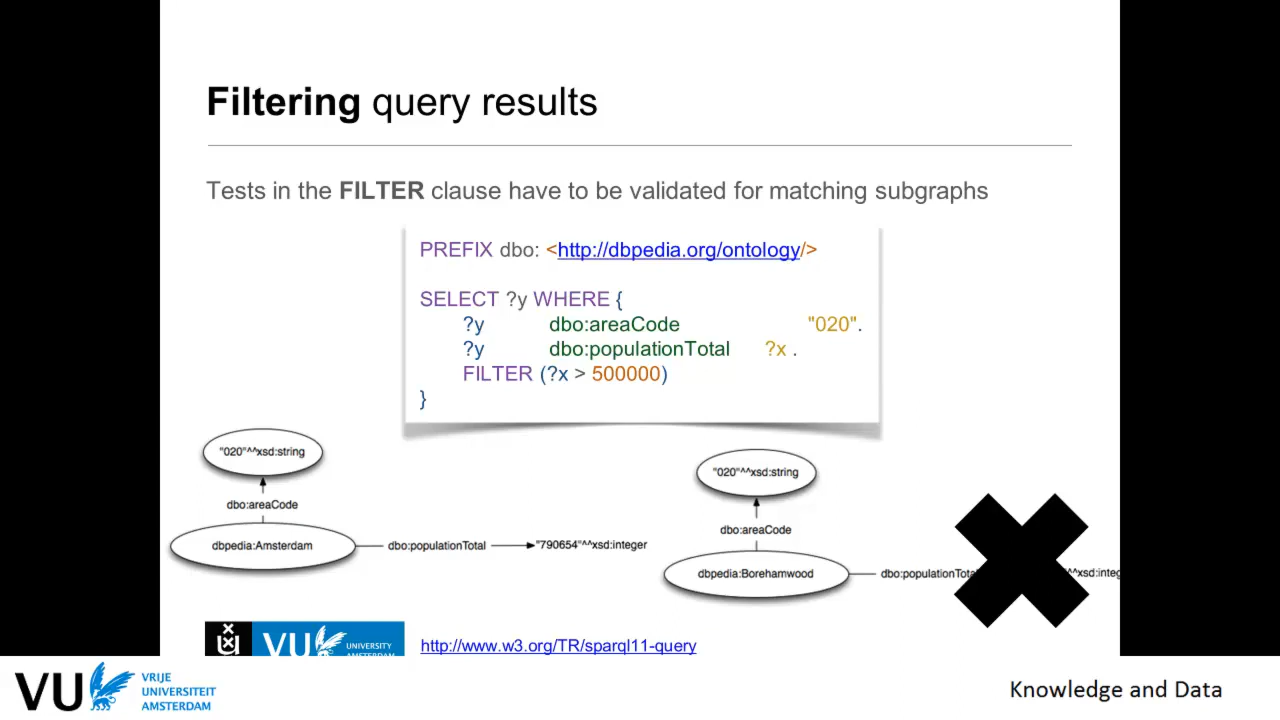 Filtering query results
Tests in the FILTER clause have to be validated for matching subgraphs
PREFIX dbo: <http://dbpedia.org/ontology/>
SELECT ?y WHERE {
?y dbo:areaCode "020".
?y dbo:populationTotal ?x .
FILTER (?x > 500000)
}
"020"^^xsd:string
dbo:areaCode
dbpedia:Amsterdam dbo:populationTotal "790654"^^xsd:integer
"020"^^xsd:string
dbo:areaCode
dbpedia:Borehamwood dbo:populationTotal ^^xsd:integ
VU UNIVERSITY
AMSTERDAM
http://www.w3.org/TR/sparql11-query
VU VRIJE
UNIVERSITEIT
AMSTERDAM
Knowledge and Data